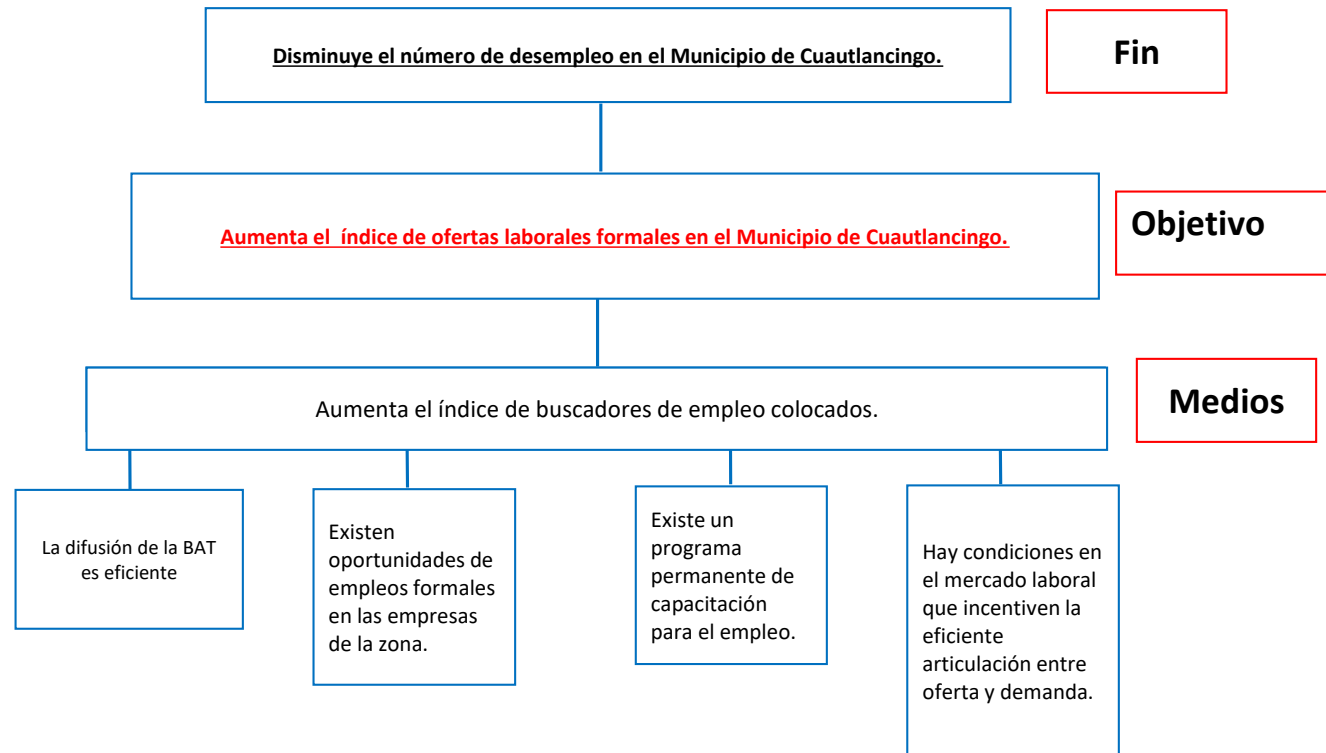 Disminuye el número de desempleo en el Municipio de Cuautlancingo.
Fin
Aumenta el  índice de ofertas laborales formales en el Municipio de Cuautlancingo.
Objetivo
Aumenta el índice de buscadores de empleo colocados.
Medios
La difusión de la BAT
es eficiente
Existen
oportunidades de
empleos formales
en las empresas
de la zona.
Existe un
programa
permanente de
capacitación
para el empleo.
Hay condiciones en
el mercado laboral
que incentiven la
eficiente
articulación entre
oferta y demanda.